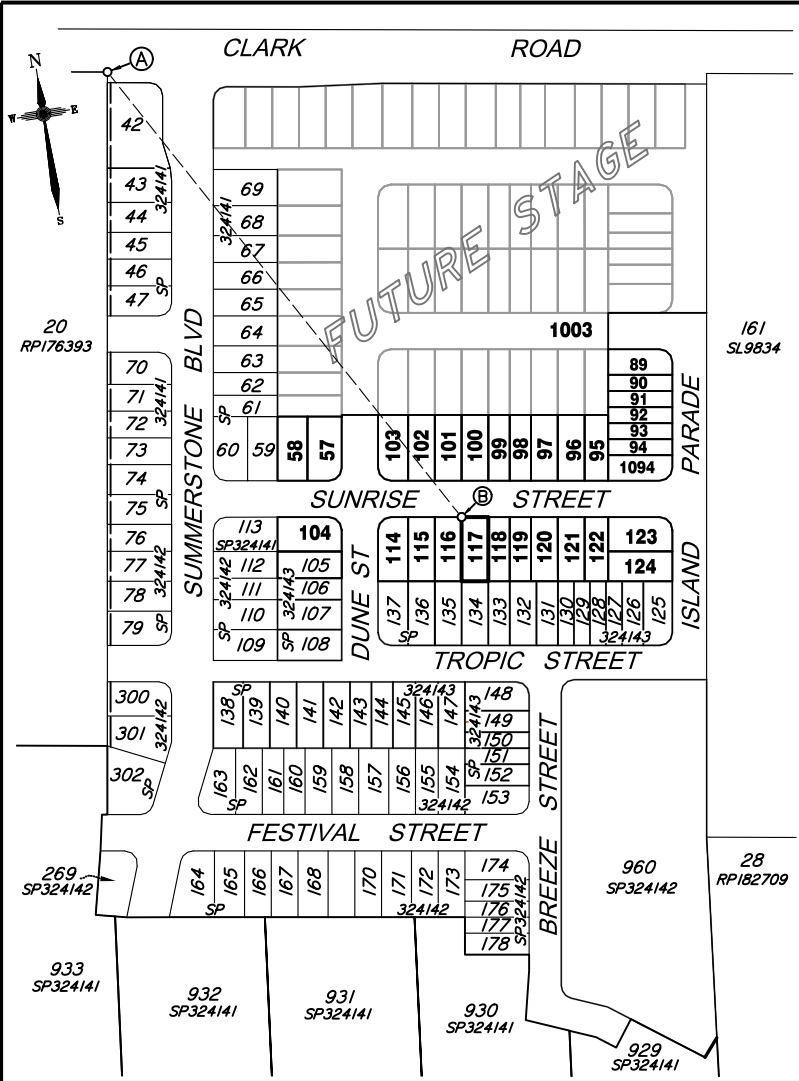 CLARK ROAD
A
N
W E
S
42
43
44
45
46
47
SP 324141
69
68
67
66
65
64
63
62
61
60 59
SP 324141
58 57
FUTURE STAGE
1003
20
RP176393
161
SL9834
SUMMERSTONE BLVD
70
71
72
73
74
75
SP 324141
76
77
78
79
SP 324142
103 102 101 100 99 98 97 96 95
89
90
91
92
93
94
1094
ISLAND PARADE
SUNRISE STREET
B
113
SP324141
112
111
110
109
SP 324142
104
105
106
107
108
SP 324143
DUNE ST
114 115 116 117 118 119 120 121 122
123
124
137 136 135 134 133 132 131 130 129 128 127 126 125
SP 324143
TROPIC STREET
300
301
302
SP 324142
138 139 140 141 142 143 144 145 146 147
SP 324143
148
149
150
324143
151
152
153
SP
163 162 161 160 159 158 157 156 155 154
SP 324142
FESTIVAL STREET
BREEZE STREET
269
SP324142
164 165 166 167 168 170 171 172 173
SP 324142
174
175
176
177
178
SP324142
960
SP324142
28
RP182709
933
SP324141
932
SP324141
931
SP324141
930
SP324141
929
SP324141